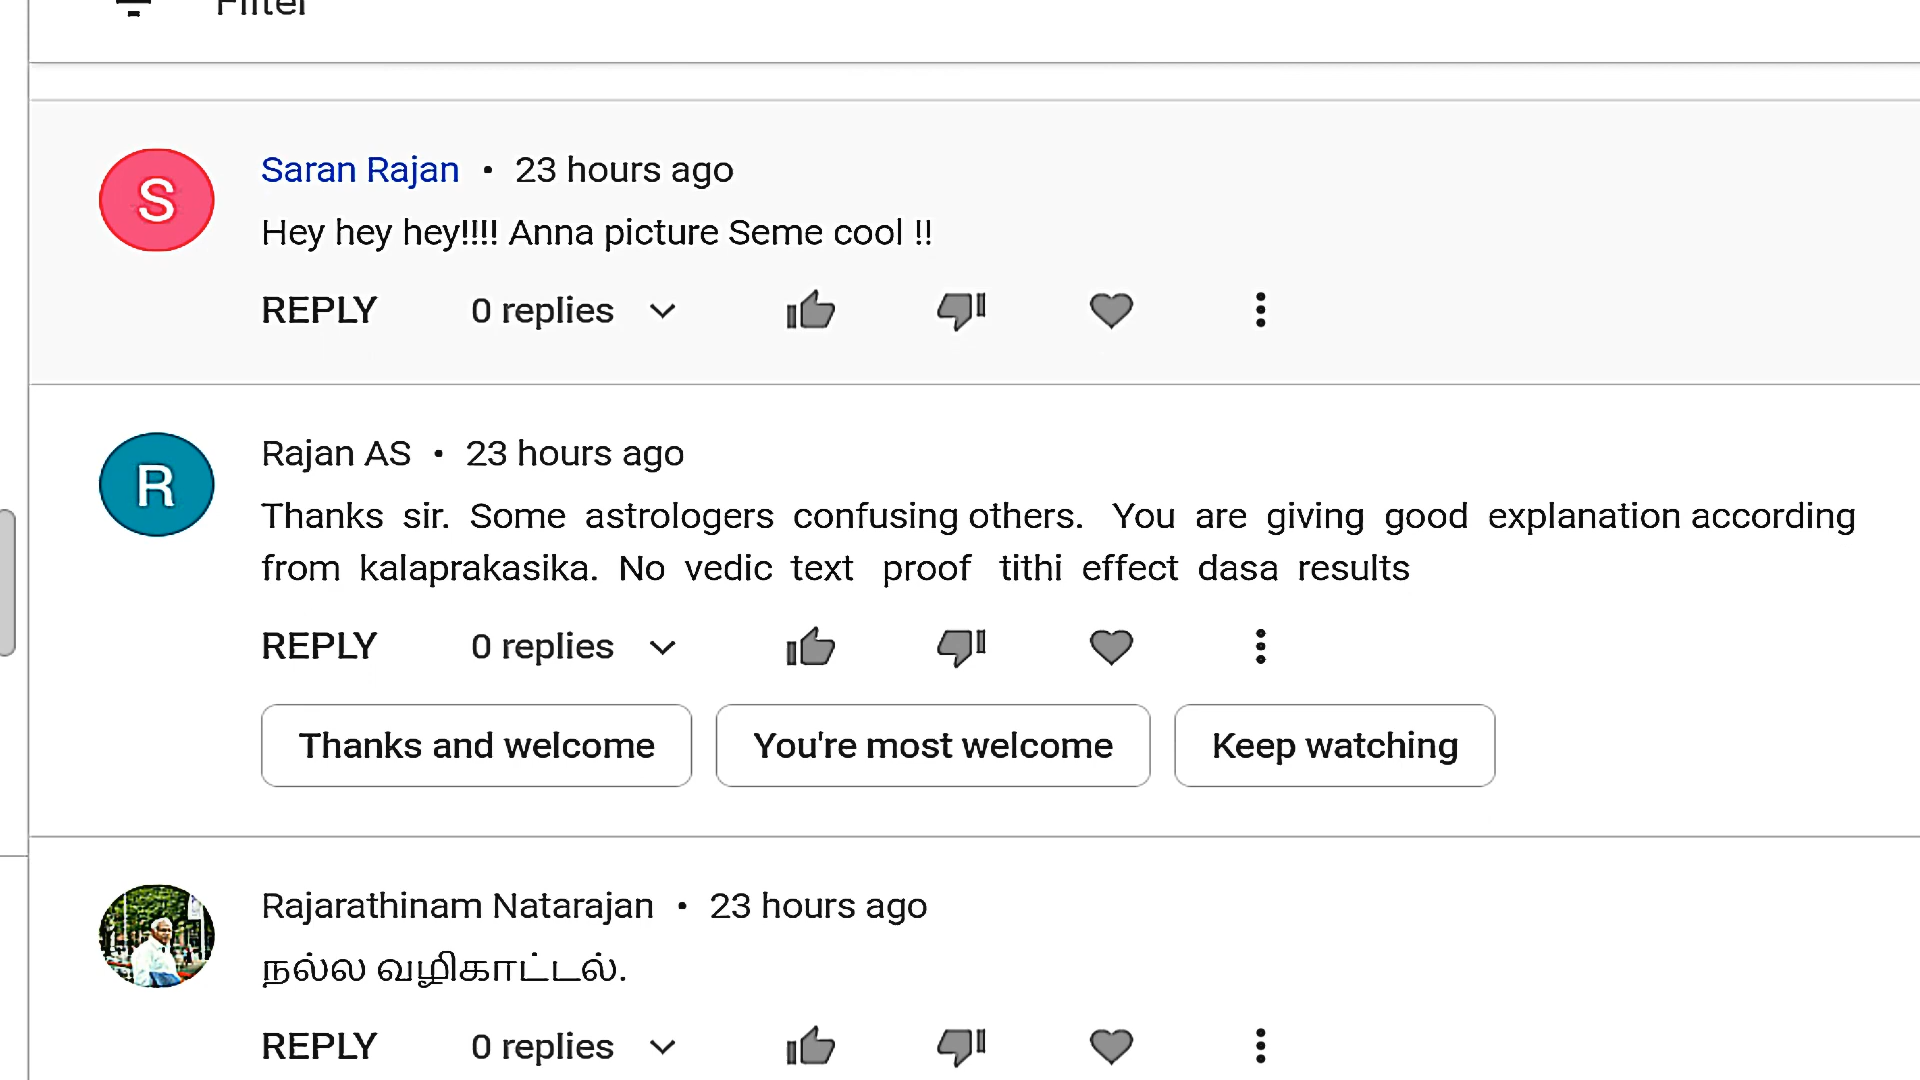 Filter
Saran Rajan • 23 hours ago
Hey hey hey!!!! Anna picture Seme cool !!
REPLY 0 replies
Rajan AS • 23 hours ago
Thanks sir. Some astrologers confusing others. You are giving good explanation according
from kalaprakasika. No vedic text proof tithi effect dasa results
REPLY 0 replies
Thanks and welcome You're most welcome Keep watching
Rajarathinam Natarajan • 23 hours ago
நல்ல வழிகாட்டல்.
REPLY 0 replies